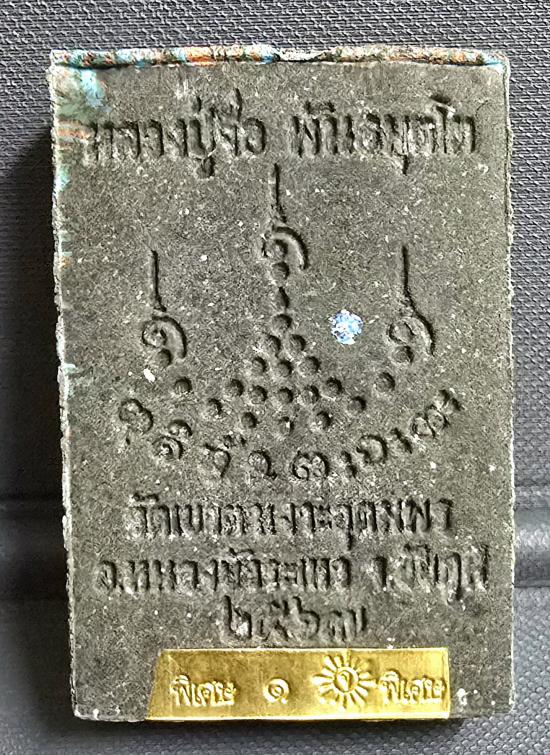 หลวงปู่จื่อ พันธมุตโต
วัดเขาตาเงาะอุดมพร
อ.หนองบัวระเหว จ.ชัยภูมิ
๒๕๖๓
พิเศษ ๑ พิเศษ